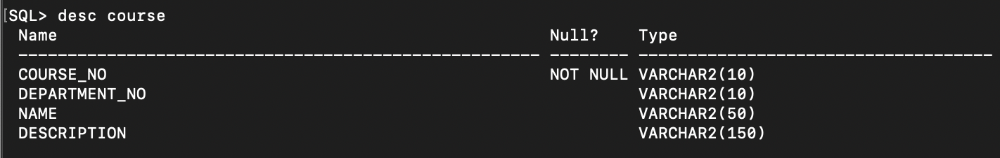 [SQL> desc course
Name Null? Type
----------------------------------------------------- -------- ------------------------------------
COURSE_NO NOT NULL VARCHAR2(10)
DEPARTMENT_NO VARCHAR2(10)
NAME VARCHAR2(50)
DESCRIPTION VARCHAR2(150)